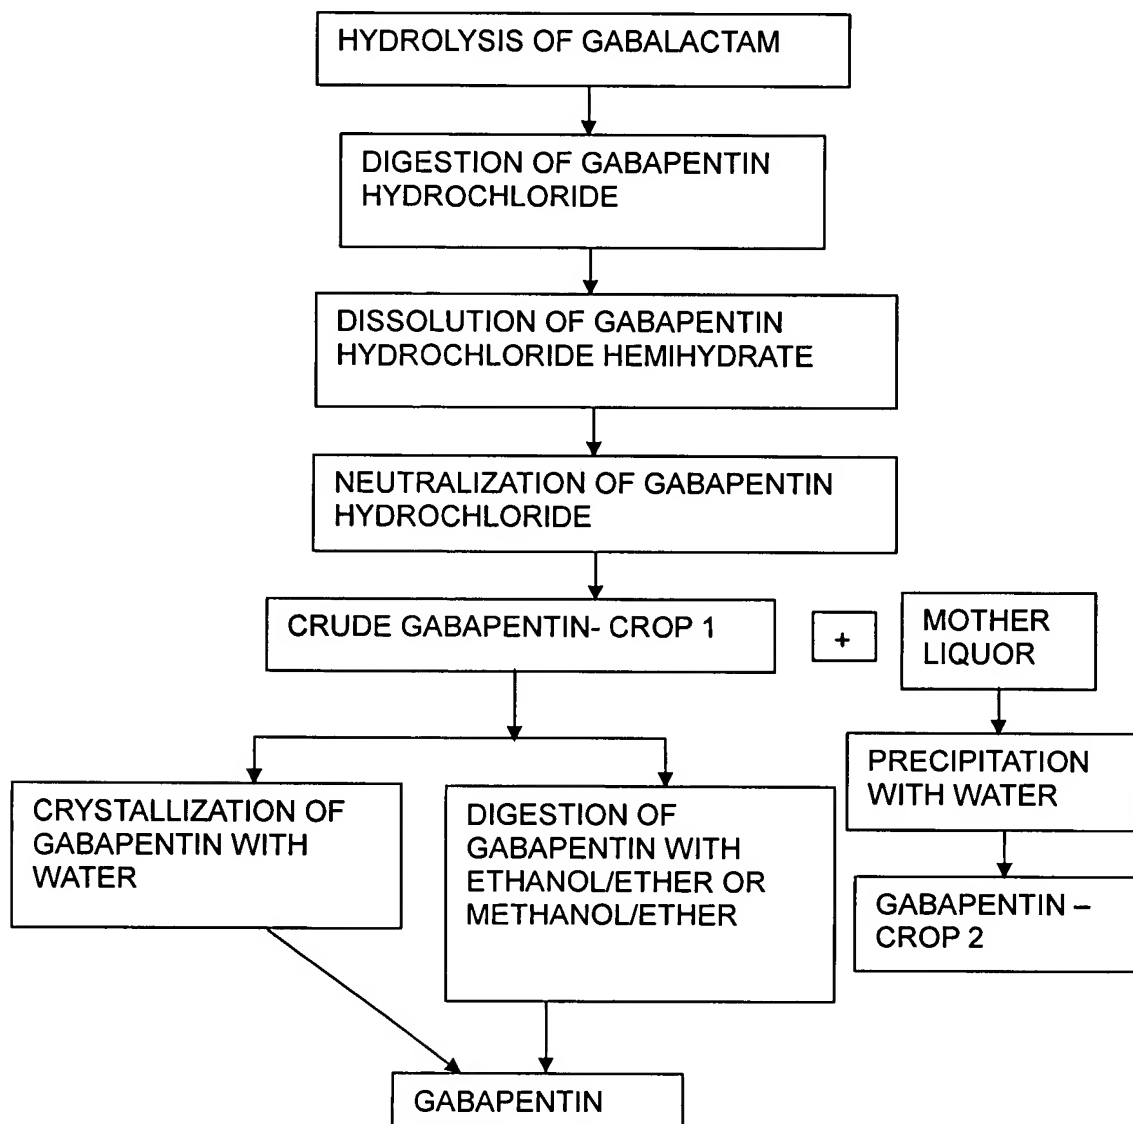 HYDROLYSIS OF GABALACTAM
DIGESTION OF GABAPENTIN
HYDROCHLORIDE
DISSOLUTION OF GABAPENTIN
HYDROCHLORIDE HEMIHYDRATE
NEUTRALIZATION OF GABAPENTIN
HYDROCHLORIDE
CRUDE GABAPENTIN- CROP 1
+
MOTHER
LIQUOR
CRYSTALLIZATION OF
GABAPENTIN WITH
WATER
DIGESTION OF
GABAPENTIN WITH
ETHANOL/ETHER OR
METHANOL/ETHER
PRECIPITATION
WITH WATER
GABAPENTIN –
CROP 2
GABAPENTIN